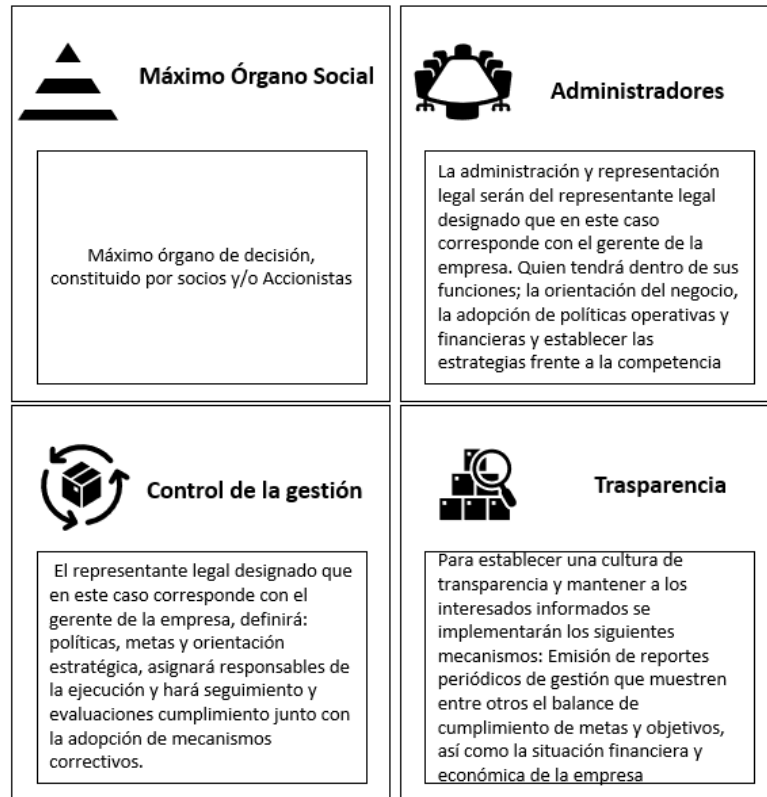 Máximo Órgano Social
Máximo órgano de decisión,
constituido por socios y/o Accionistas
Administradores
La administración y representación
legal serán del representante legal
designado que en este caso
corresponde con el gerente de la
empresa. Quien tendrá dentro de sus
funciones; la orientación del negocio,
la adopción de políticas operativas y
financieras y establecer las
estrategias frente a la competencia
Control de la gestión
El representante legal designado que
en este caso corresponde con el
gerente de la empresa, definirá:
políticas, metas y orientación
estratégica, asignará responsables de
la ejecución y hará seguimiento y
evaluaciones cumplimiento junto con
la adopción de mecanismos
correctivos.
Trasparencia
Para establecer una cultura de
transparencia y mantener a los
interesados informados se
implementarán los siguientes
mecanismos: Emisión de reportes
periódicos de gestión que muestren
entre otros el balance de
cumplimiento de metas y objetivos,
así como la situación financiera y
económica de la empresa